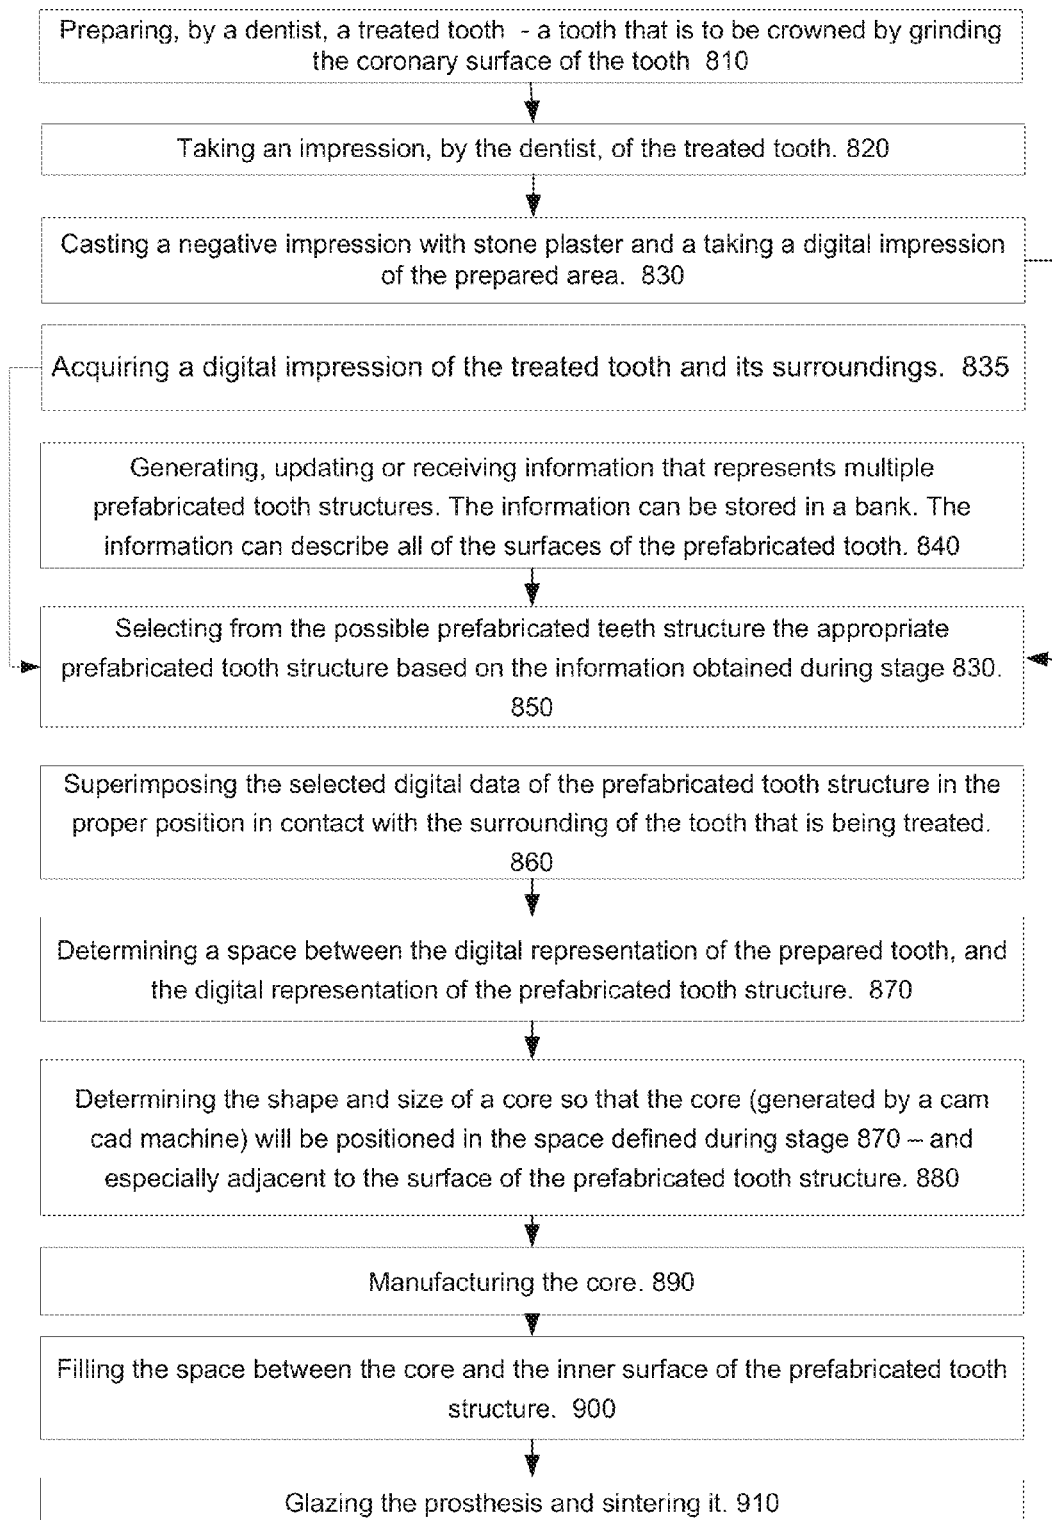 Preparing, by a dentist, a treated tooth - a tooth that is to be crowned by grinding
the coronary surface of the tooth 810
Taking an impression, by the dentist, of the treated tooth. 820
Casting a negative impression with stone plaster and a taking a digital impression
of the prepared area. 830
Acquiring a digital impression of the treated tooth and its surroundings. 835
Generating, updating or receiving information that represents multiple
prefabricated tooth structures. The information can be stored in a bank. The
information can describe all of the surfaces of the prefabricated tooth. 840
Selecting from the possible prefabricated teeth structure the appropriate
prefabricated tooth structure based on the information obtained during stage 830.
850
Superimposing the selected digital data of the prefabricated tooth structure in the
proper position in contact with the surrounding of the tooth that is being treated.
860
Determining a space between the digital representation of the prepared tooth, and
the digital representation of the prefabricated tooth structure. 870
Determining the shape and size of a core so that the core (generated by a cam
cad machine) will be positioned in the space defined during stage 870 – and
especially adjacent to the surface of the prefabricated tooth structure. 880
Manufacturing the core. 890
Filling the space between the core and the inner surface of the prefabricated tooth
structure. 900
Glazing the prosthesis and sintering it. 910